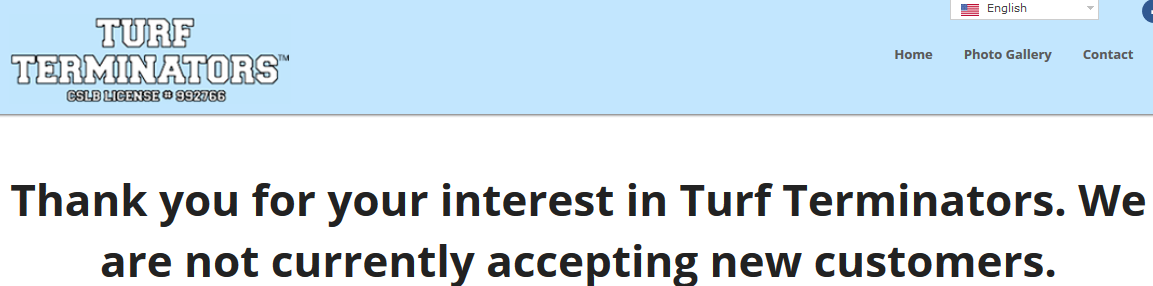 English
TURF
TERMINATORS™
CSLB LICENSE # 992766
Home Photo Gallery Contact
Thank you for your interest in Turf Terminators. We
are not currently accepting new customers.